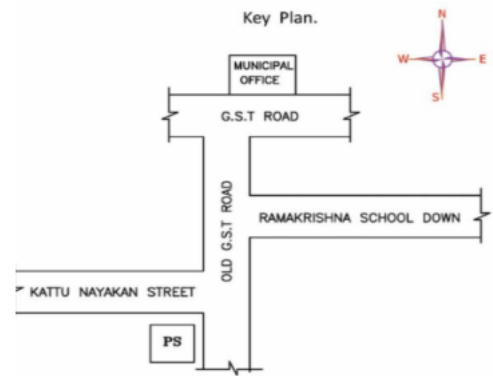 Key Plan.
N
W
E
S
MUNICIPAL
OFFICE
G.S.T ROAD
OLD G.S.T ROAD
RAMAKRISHNA SCHOOL DOWN
KATTU NAYAKAN STREET
PS